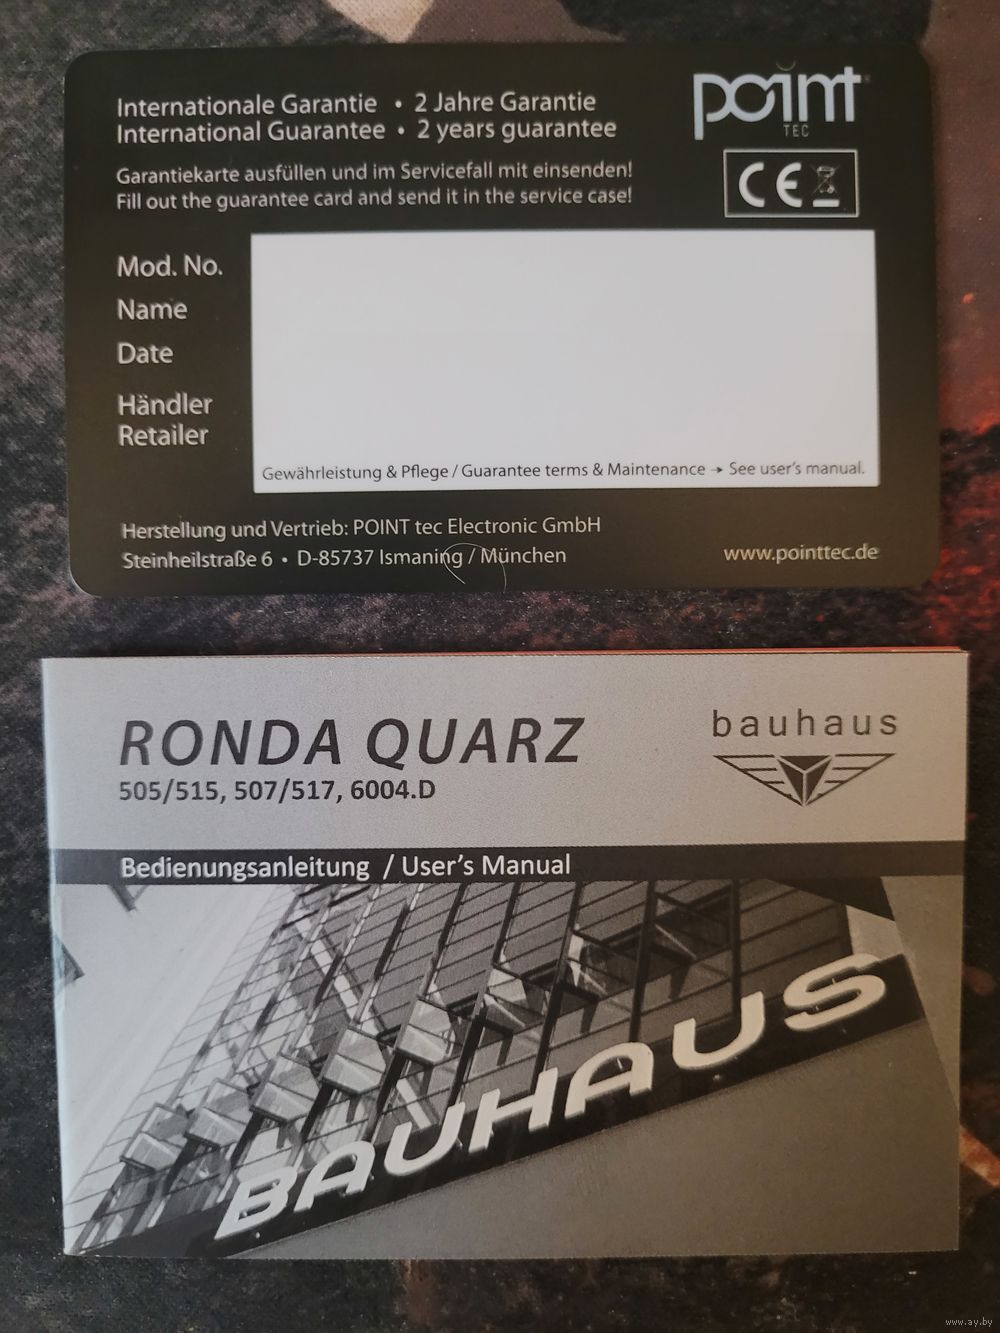 Internationale Garantie • 2 Jahre Garantie
International Guarantee • 2 years guarantee
point
TEC
Garantiekarte ausfüllen und im Servicefall mit einsenden!
Fill out the guarantee card and send it in the service case!
CE
Mod. No.
Name
Date
Händler
Retailer
Gewährleistung & Pflege / Guarantee terms & Maintenance → See user's manual.
Herstellung und Vertrieb: POINT tec Electronic GmbH
Steinheilstraße 6 • D-85737 Ismaning / München
www.pointtec.de
RONDA QUARZ
505/515, 507/517, 6004.D
bauhaus
Bedienungsanleitung / User's Manual
BAUHAUS
www.ay.by